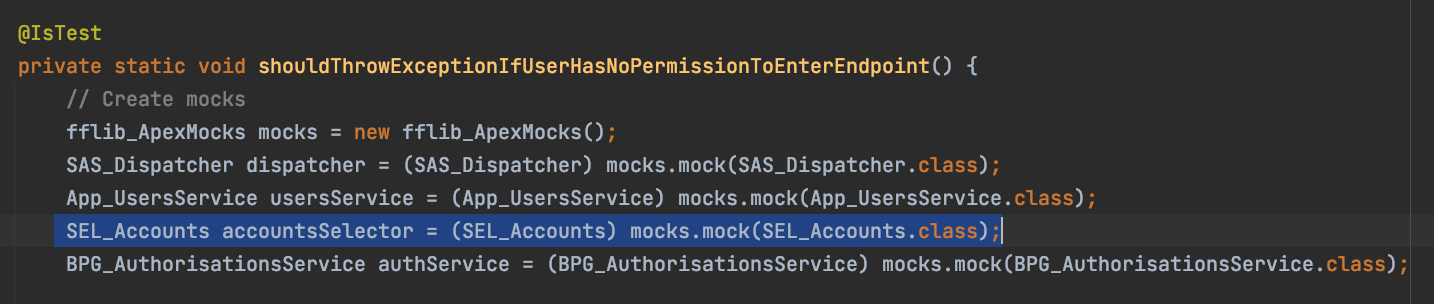 @IsTest
private static void shouldThrowExceptionIfUserHasNoPermissionToEnterEndpoint() {
// Create mocks
fflib_ApexMocks mocks = new fflib_ApexMocks();
SAS_Dispatcher dispatcher = (SAS_Dispatcher) mocks.mock(SAS_Dispatcher.class);
App_UsersService usersService = (App_UsersService) mocks.mock(App_UsersService.class);
SEL_Accounts accountsSelector = (SEL_Accounts) mocks.mock(SEL_Accounts.class);
BPG_AuthorisationsService authService = (BPG_AuthorisationsService) mocks.mock(BPG_AuthorisationsService.class);